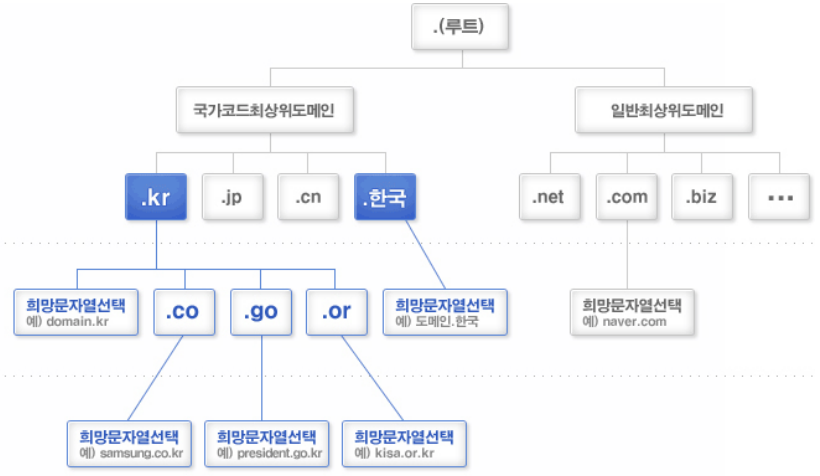 .(루트)
국가코드최상위도메인
일반최상위도메인
.kr
.jp
.cn
.한국
.net
.com
.biz
...
희망문자열선택
예) domain.kr
.co
.go
.or
희망문자열선택
예) 도메인.한국
희망문자열선택
예) naver.com
희망문자열선택
예) samsung.co.kr
희망문자열선택
예) president.go.kr
희망문자열선택
예) kisa.or.kr